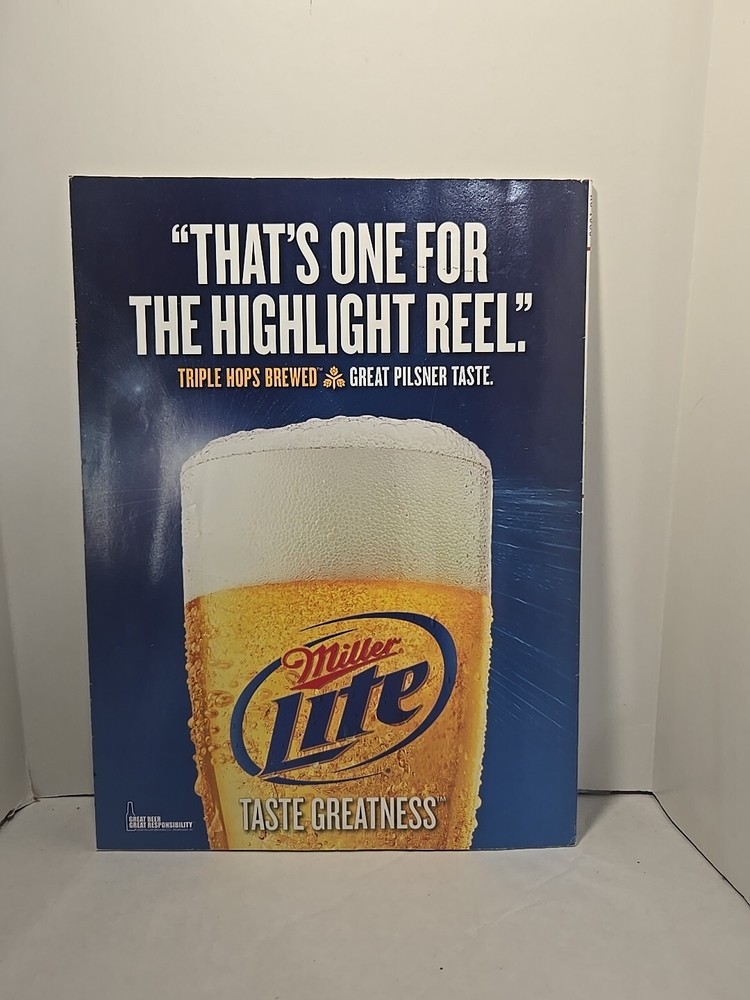 “THAT’S ONE FOR
THE HIGHLIGHT REEL.”
TRIPLE HOPS BREWED™ GREAT PILSNER TASTE.
Miller
Lite
TASTE GREATNESS™
GREAT BEER
GREAT RESPONSIBILITY